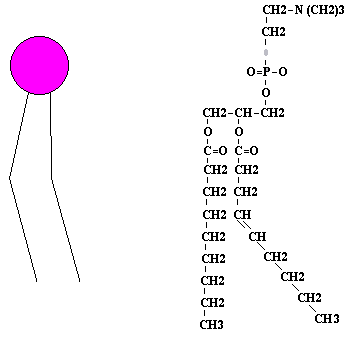 CH2-N (CH2)3
CH2
O=P-O
O
CH2-CH-CH2
O O
C=O C=O
CH2 CH2
CH2 CH2
CH2 CH
CH2 CH
CH2 CH2
CH2 CH2
CH2 CH2
CH3 CH3